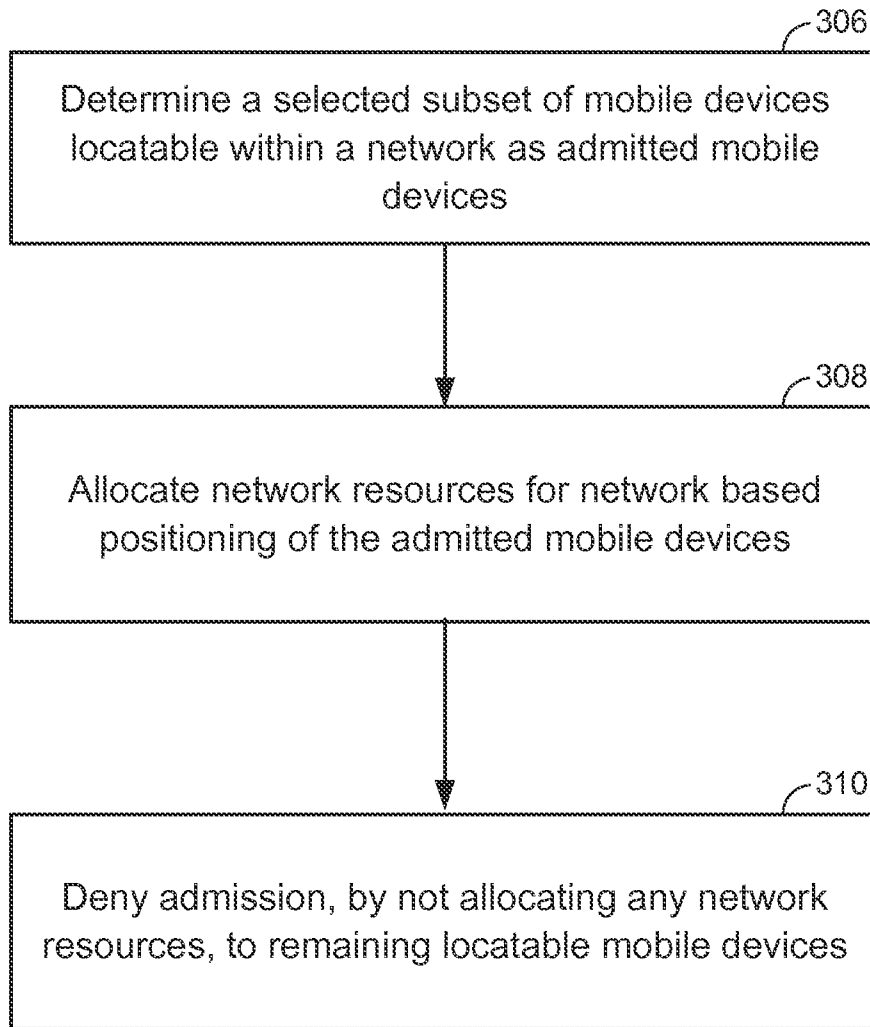 306
Determine a selected subset of mobile devices
locatable within a network as admitted mobile
devices
308
Allocate network resources for network based
positioning of the admitted mobile devices
310
Deny admission, by not allocating any network
resources, to remaining locatable mobile devices